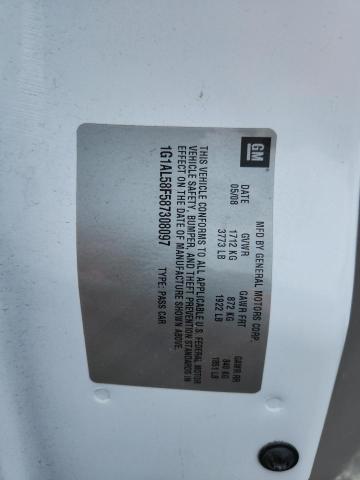 GM
MFD BY GENERAL MOTORS CORP.
DATE GVWR GAWR FRT GAWR RR
05/08 1712 KG 872 KG 840 KG
3773 LB 1922 LB 1851 LB
THIS VEHICLE CONFORMS TO ALL APPLICABLE U.S. FEDERAL MOTOR
VEHICLE SAFETY, BUMPER, AND THEFT PREVENTION STANDARDS IN
EFFECT ON THE DATE OF MANUFACTURE SHOWN ABOVE.
1G1AL58F587308097 TYPE: PASS CAR